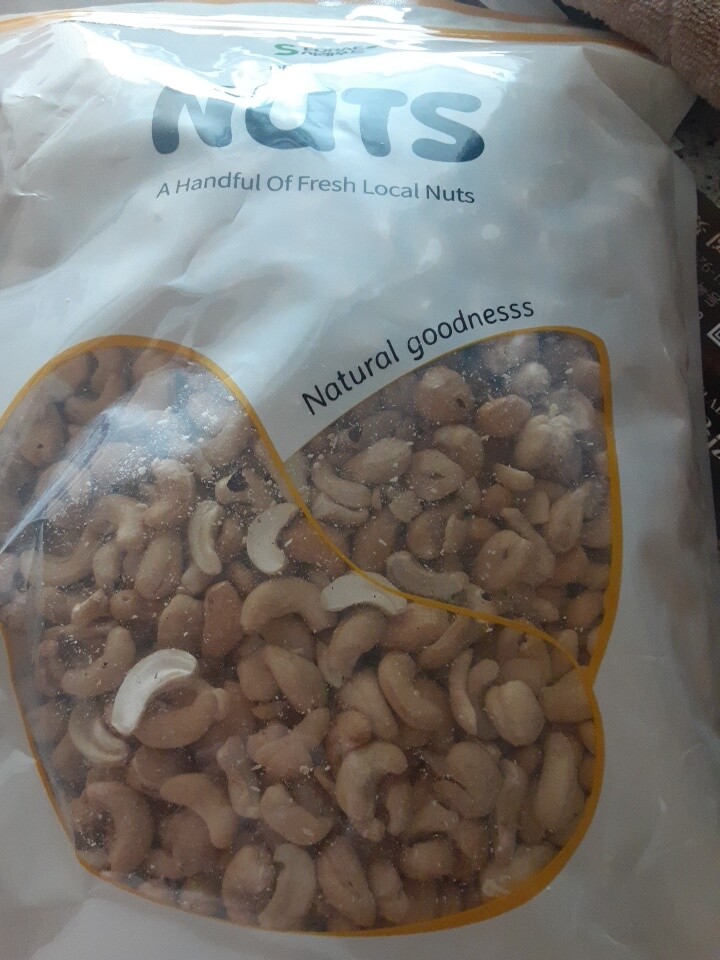 NUTS
A Handful Of Fresh Local Nuts
Natural goodnesss